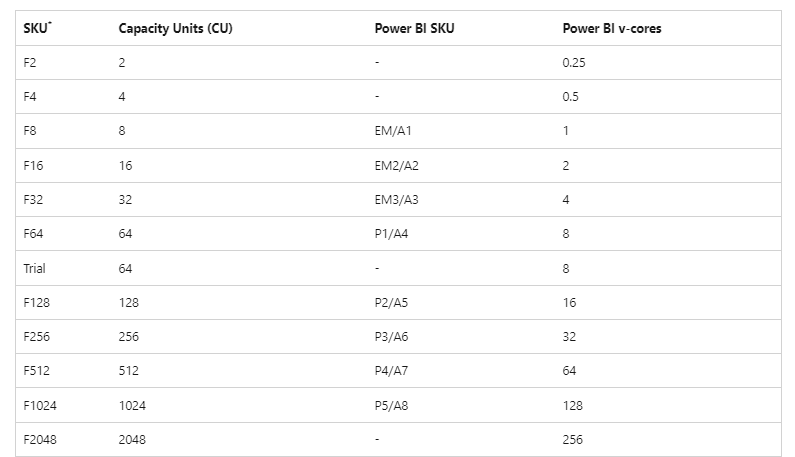 SKU* Capacity Units (CU) Power BI SKU Power BI v-cores
F2 2 - 0.25
F4 4 - 0.5
F8 8 EM/A1 1
F16 16 EM2/A2 2
F32 32 EM3/A3 4
F64 64 P1/A4 8
Trial 64 - 8
F128 128 P2/A5 16
F256 256 P3/A6 32
F512 512 P4/A7 64
F1024 1024 P5/A8 128
F2048 2048 - 256